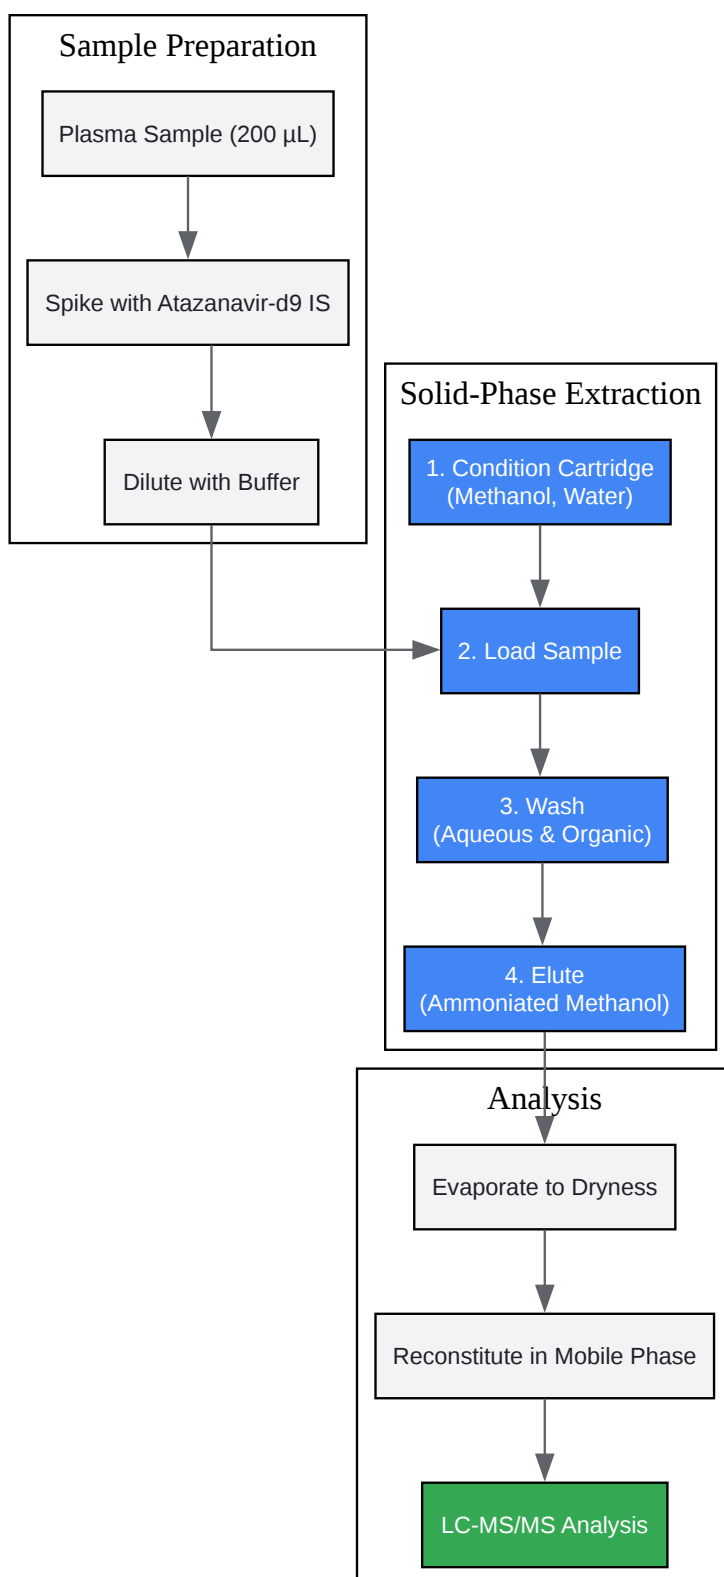 Sample Preparation
Plasma Sample (200 µL)
Spike with Atazanavir-d9 IS
Dilute with Buffer
Solid-Phase Extraction
1. Condition Cartridge
(Methanol, Water)
2. Load Sample
3. Wash
(Aqueous & Organic)
4. Elute
(Ammoniated Methanol)
Analysis
Evaporate to Dryness
Reconstitute in Mobile Phase
LC-MS/MS Analysis